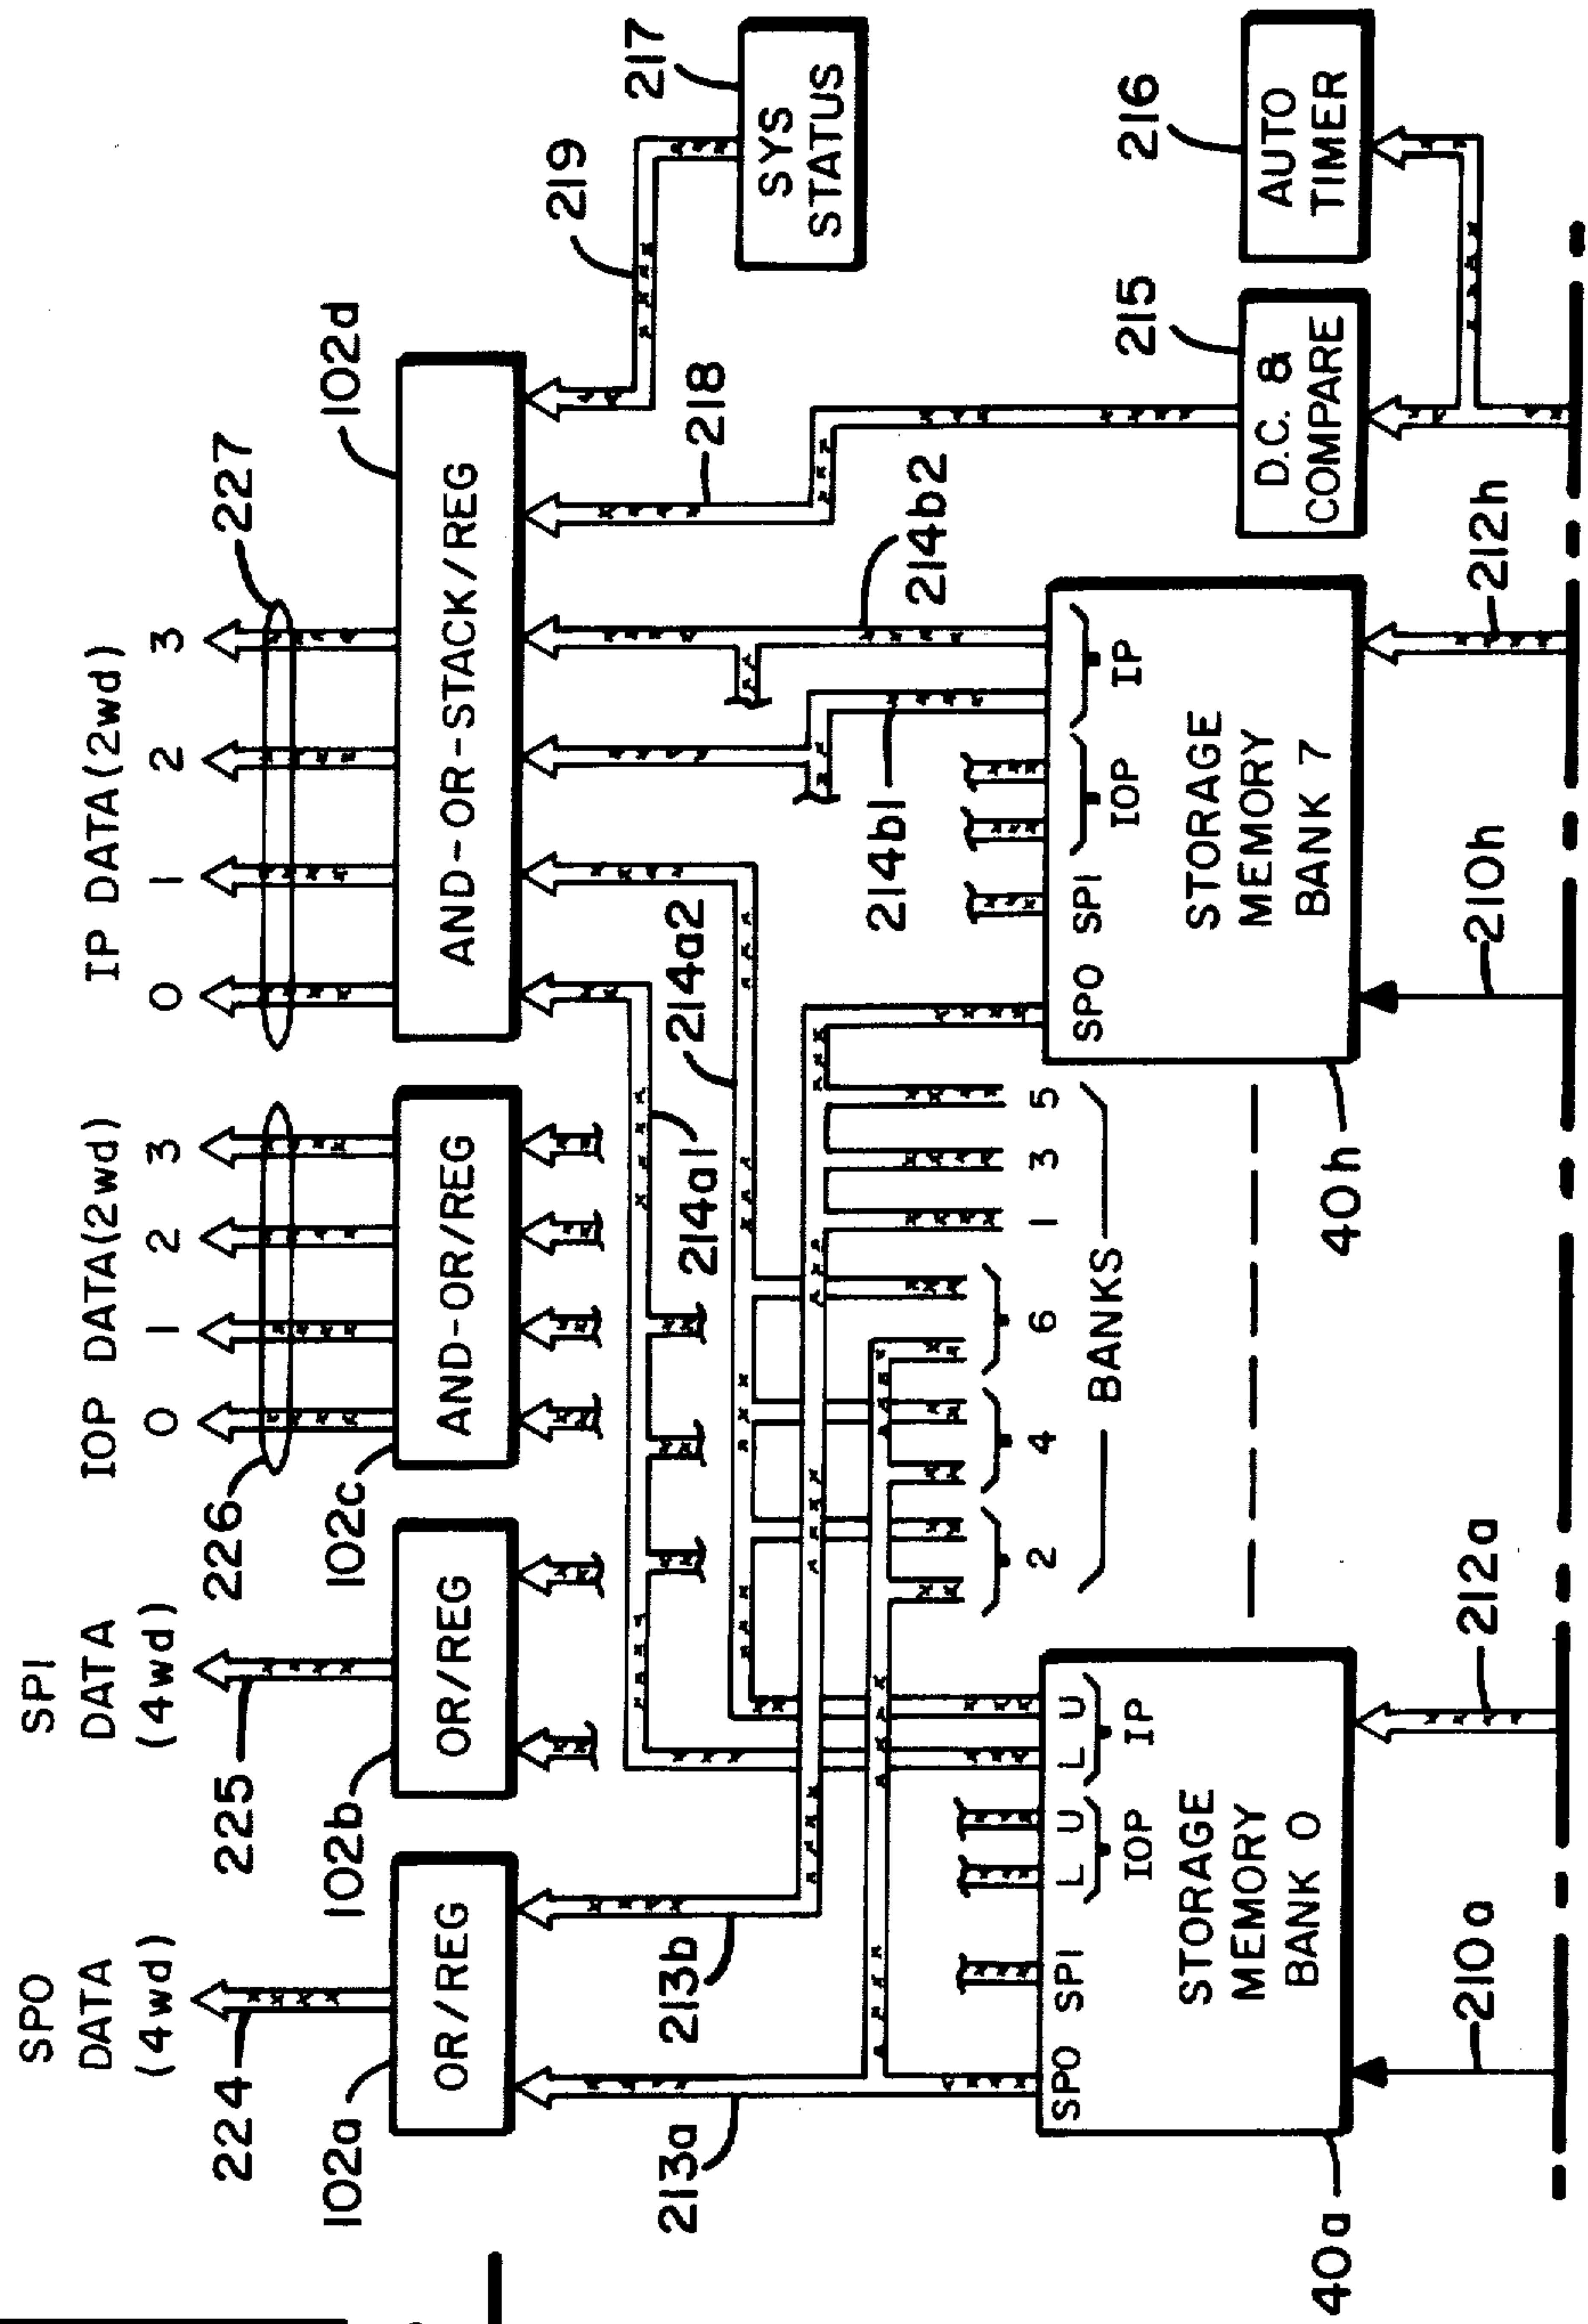 SPO
DATA
(4wd)
SPI
DATA
(4wd)
IOP DATA(2wd)
0 1 2 3
IP DATA(2wd)
0 1 2 3
224
225
226
227
102a
OR/REG
102b
OR/REG
102c
AND-OR/REG
102d
AND-OR-STACK/REG
213a
213b
214a1
214a2
214b1
214b2
218
219
217
SYS
STATUS
SPO SPI L U L U
IOP IP
STORAGE
MEMORY
BANK 0
2 4 6 1 3 5
BANKS
SPO SPI IOP IP
STORAGE
MEMORY
BANK 7
215
D.C. &
COMPARE
216
AUTO
TIMER
40a
210a
212a
40h
210h
212h